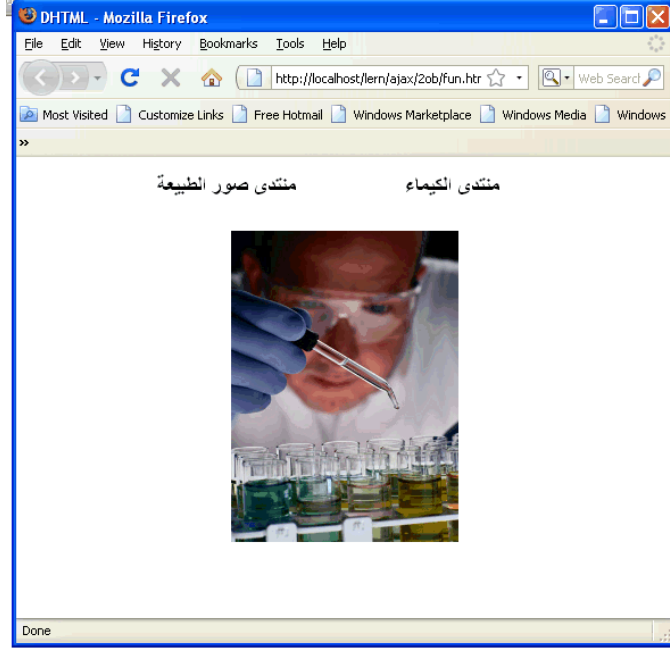 DHTML - Mozilla Firefox
File Edit View History Bookmarks Tools Help
http://localhost/lern/ajax/2ob/fun.htr Web Search
Most Visited Customize Links Free Hotmail Windows Marketplace Windows Media Windows
»
منتدى الكيماء منتدى صور الطبيعة
Done